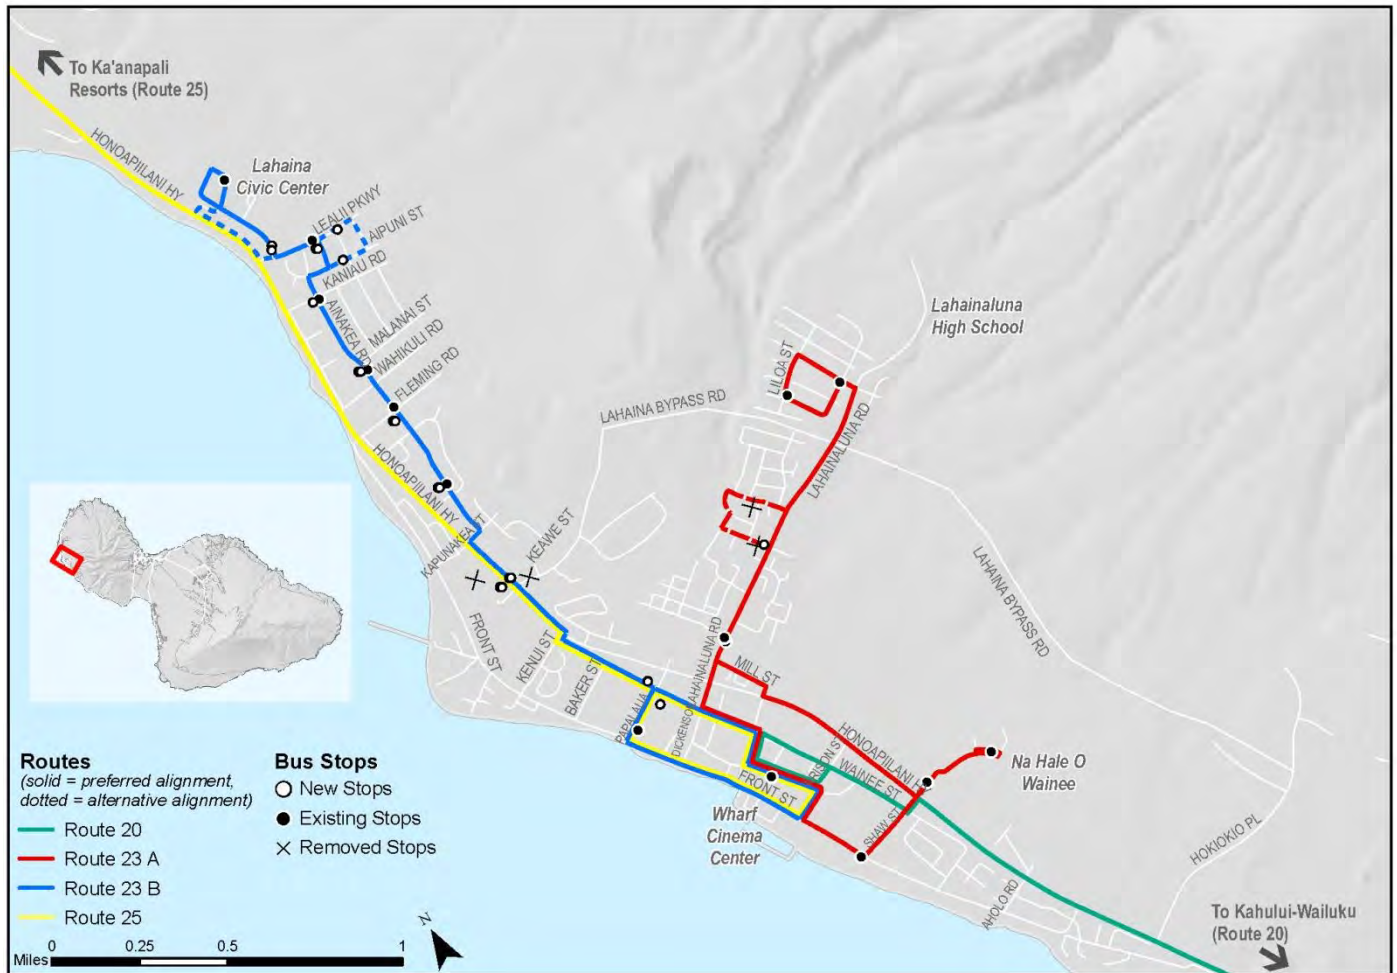 To Ka'anapali
Resorts (Route 25)
HONOAPIILANI HY
Lahaina
Civic Center
LEALII PKWY
AIPUNI ST
KANIAU RD
AINAKEA RD
MALANAI ST
WAHIKULI RD
FLEMING RD
Lahainaluna
High School
LILOA ST
LAHAINA BYPASS RD
LAHAINALUNA RD
HONOAPIILANI HY
KAPUNAKEA ST
KEAWE ST
LAHAINA BYPASS RD
FRONT ST
KENUI ST
BAKER ST
LAHAINALUNA RD
MILL ST
PAPALAUA
DICKENSO
HONOAPIILANI H
RISON S
WAINEE ST
FRONT ST
SHAW ST
Na Hale O
Wainee
Wharf
Cinema
Center
HOKIOKIO PL
AHOLO RD
To Kahului-Wailuku
(Route 20)
Routes
(solid = preferred alignment,
dotted = alternative alignment)
Route 20
Route 23 A
Route 23 B
Route 25
Bus Stops
New Stops
Existing Stops
Removed Stops
N
0 0.25 0.5 1
Miles